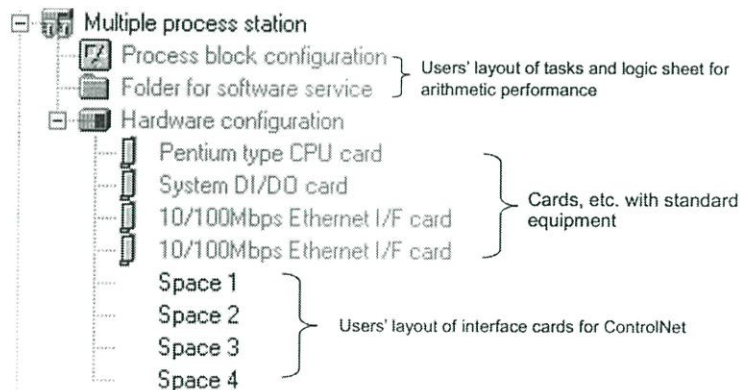 Multiple process station
Process block configuration
Folder for software service
Users' layout of tasks and logic sheet for
arithmetic performance
Hardware configuration
Pentium type CPU card
System DI/DO card
10/100Mbps Ethernet I/F card
10/100Mbps Ethernet I/F card
Cards, etc. with standard
equipment
Space 1
Space 2
Space 3
Space 4
Users' layout of interface cards for ControlNet